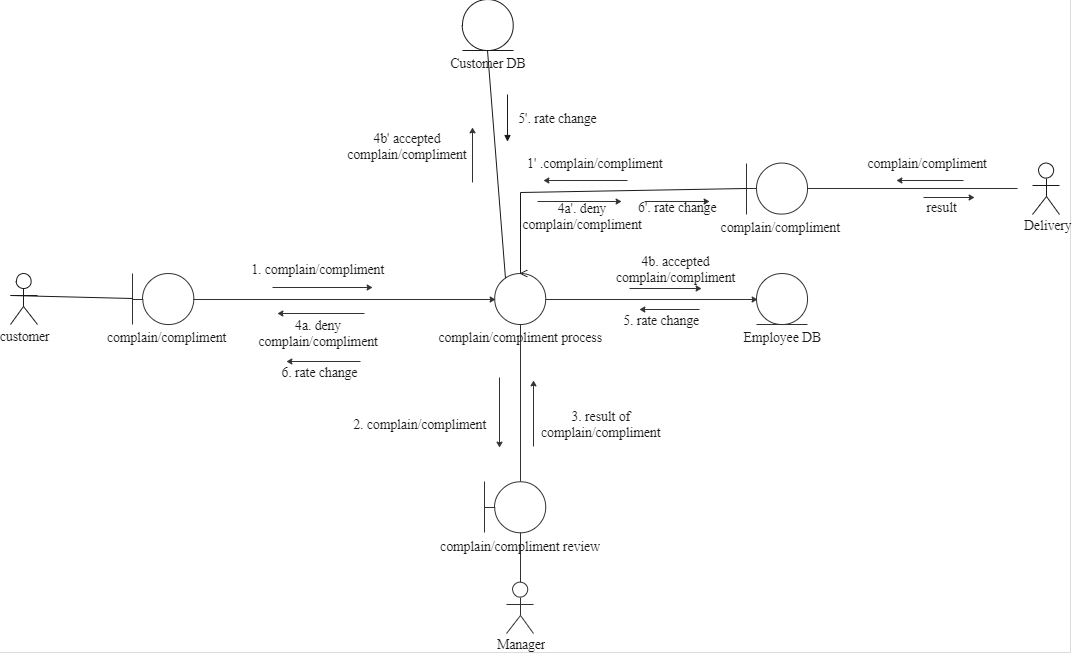 Customer DB
5'. rate change
4b' accepted
complain/compliment
1' .complain/compliment
complain/compliment
4a'. deny
complain/compliment
6'. rate change
result
complain/compliment
Delivery
1. complain/compliment
4b. accepted
complain/compliment
4a. deny
complain/compliment
5. rate change
customer
complain/compliment
complain/compliment process
Employee DB
6. rate change
2. complain/compliment
3. result of
complain/compliment
complain/compliment review
Manager